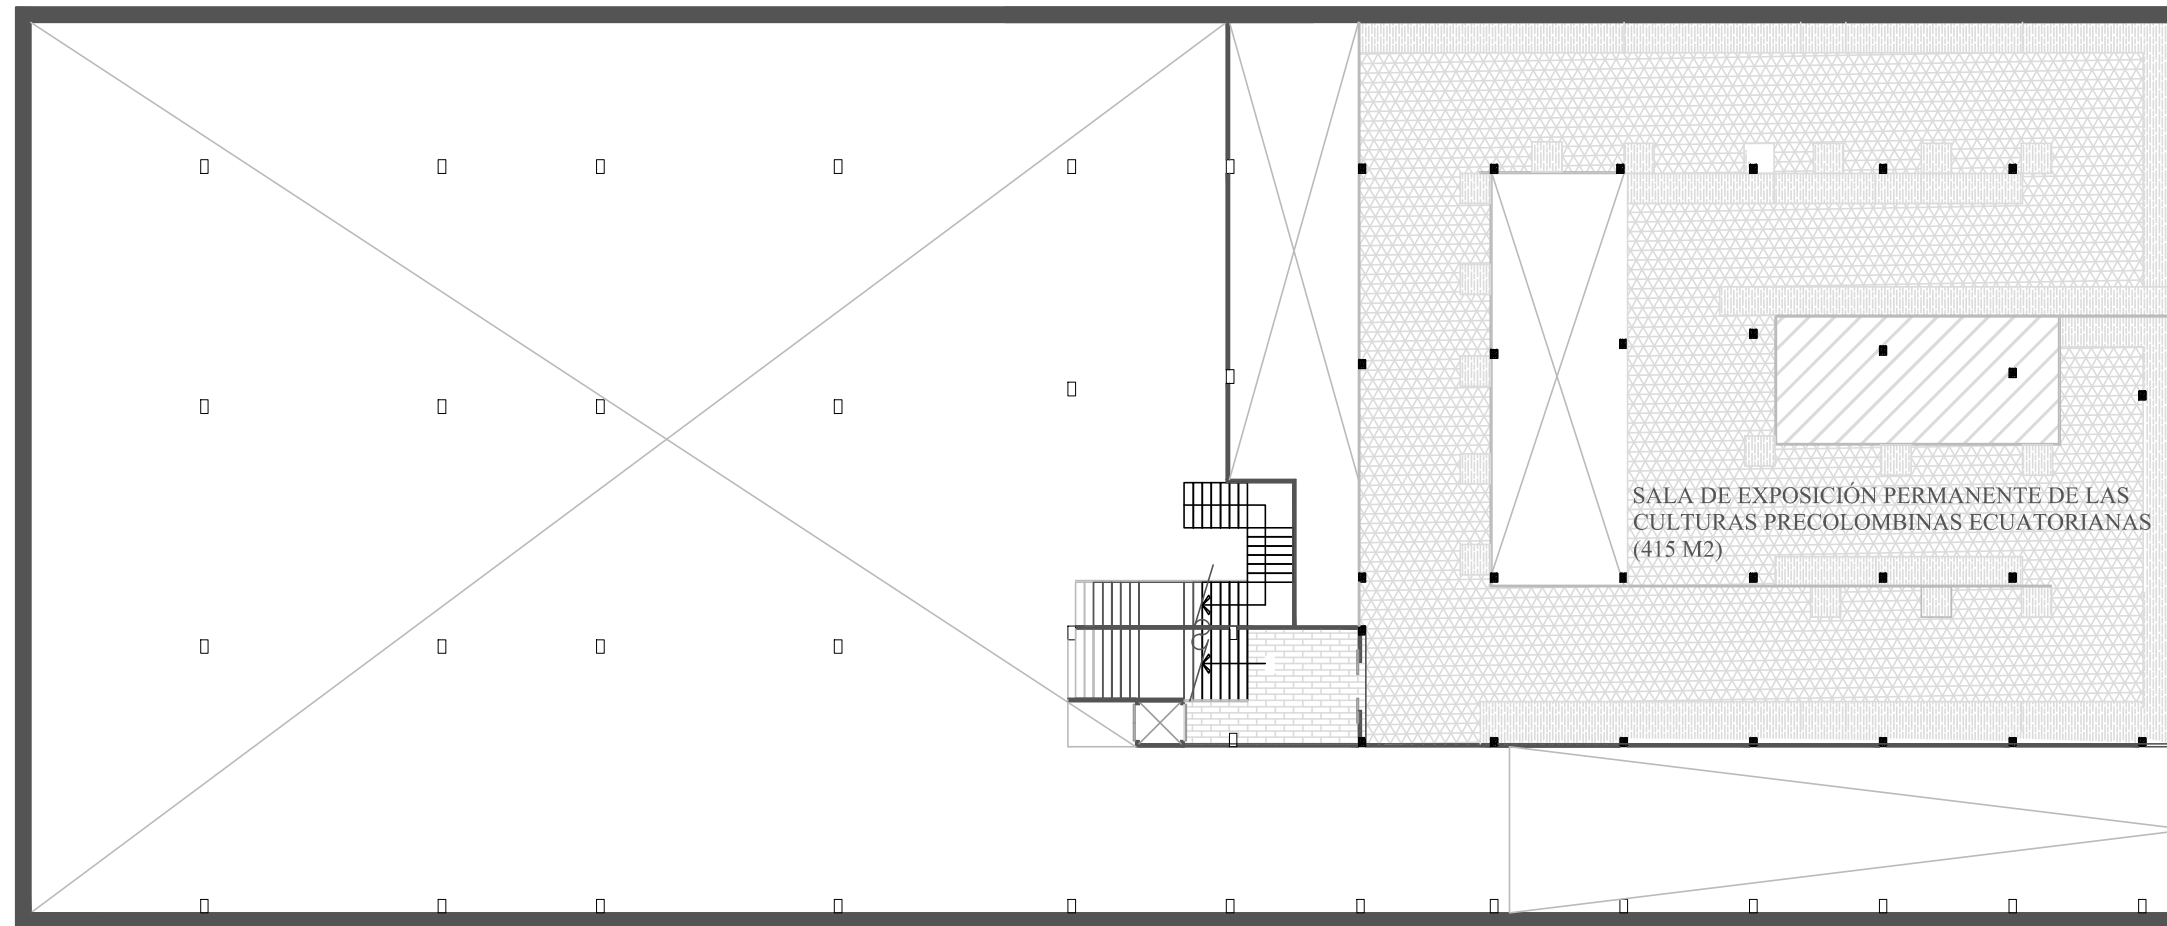 SALA DE EXPOSICIÓN PERMANENTE DE LAS
CULTURAS PRECOLOMBINAS ECUATORIANAS
(415 M2)